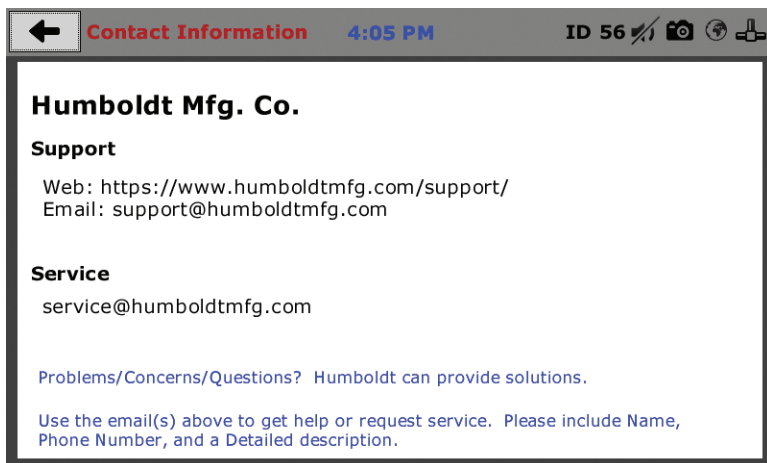 Contact Information 4:05 PM ID 56
Humboldt Mfg. Co.
Support
Web: https://www.humboldtmfg.com/support/
Email: support@humboldtmfg.com
Service
service@humboldtmfg.com
Problems/Concerns/Questions? Humboldt can provide solutions.
Use the email(s) above to get help or request service. Please include Name,
Phone Number, and a Detailed description.